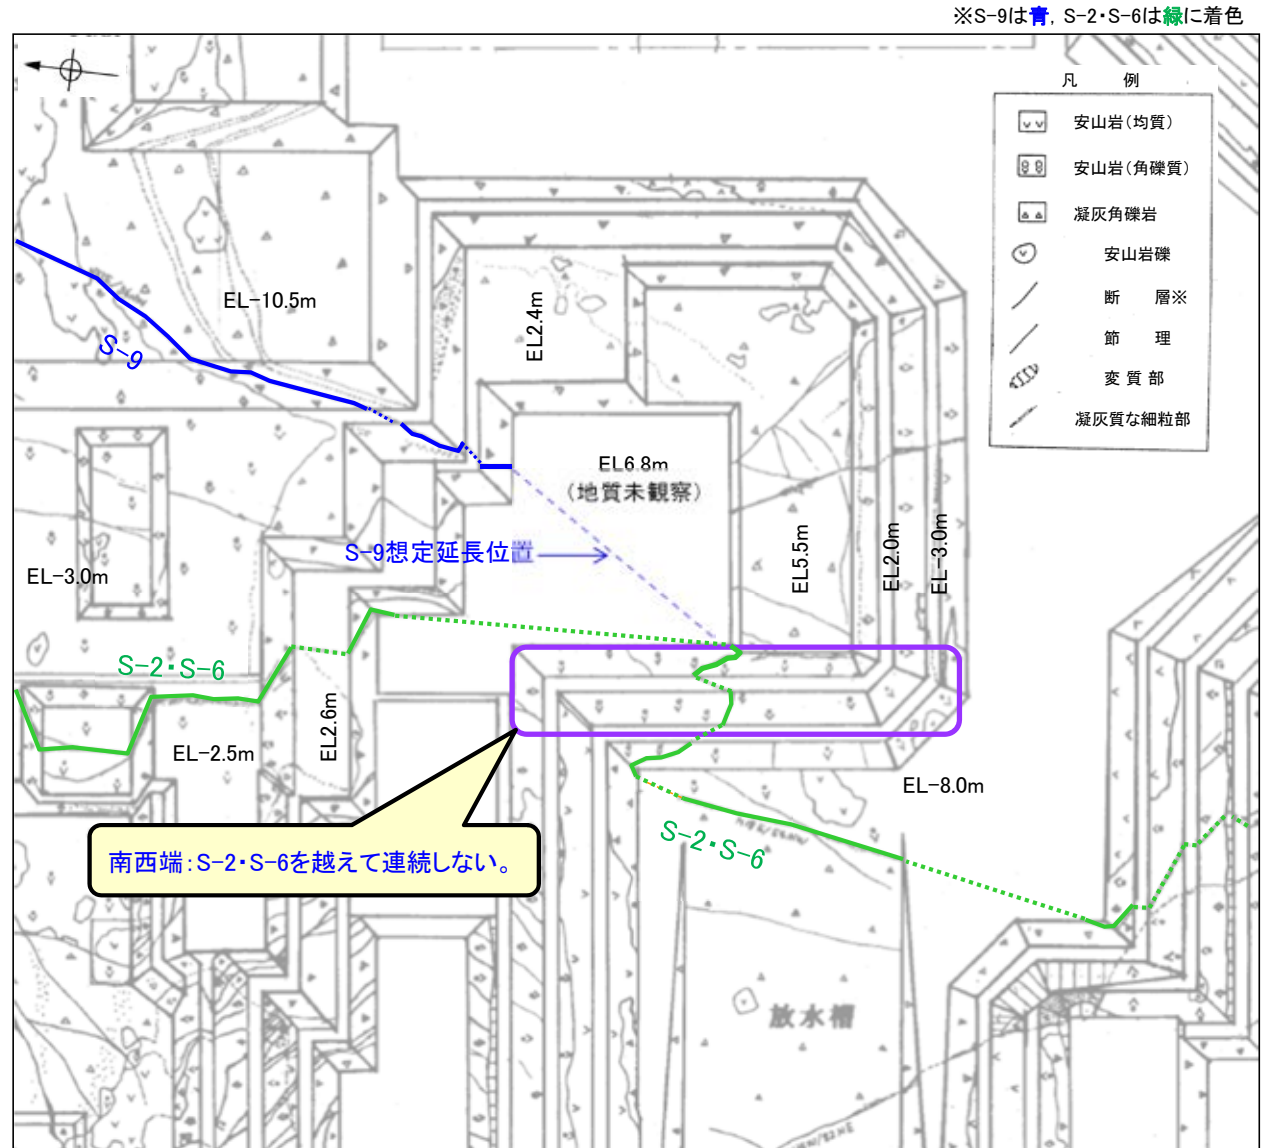 ※S-9は青，S-2・S-6は緑に着色
凡　例
安山岩（均質）
安山岩（角礫質）
凝灰角礫岩
安山岩礫
断　層※
節　理
変 質 部
凝灰質な細粒部
EL-10.5m
S-9
EL2.4m
EL6.8m
（地質未観察）
S-9想定延長位置
EL5.5m
EL2.0m
EL-3.0m
EL-3.0m
S-2・S-6
EL-2.5m
EL2.6m
EL-8.0m
S-2・S-6
南西端：S-2・S-6を越えて連続しない。
放水槽